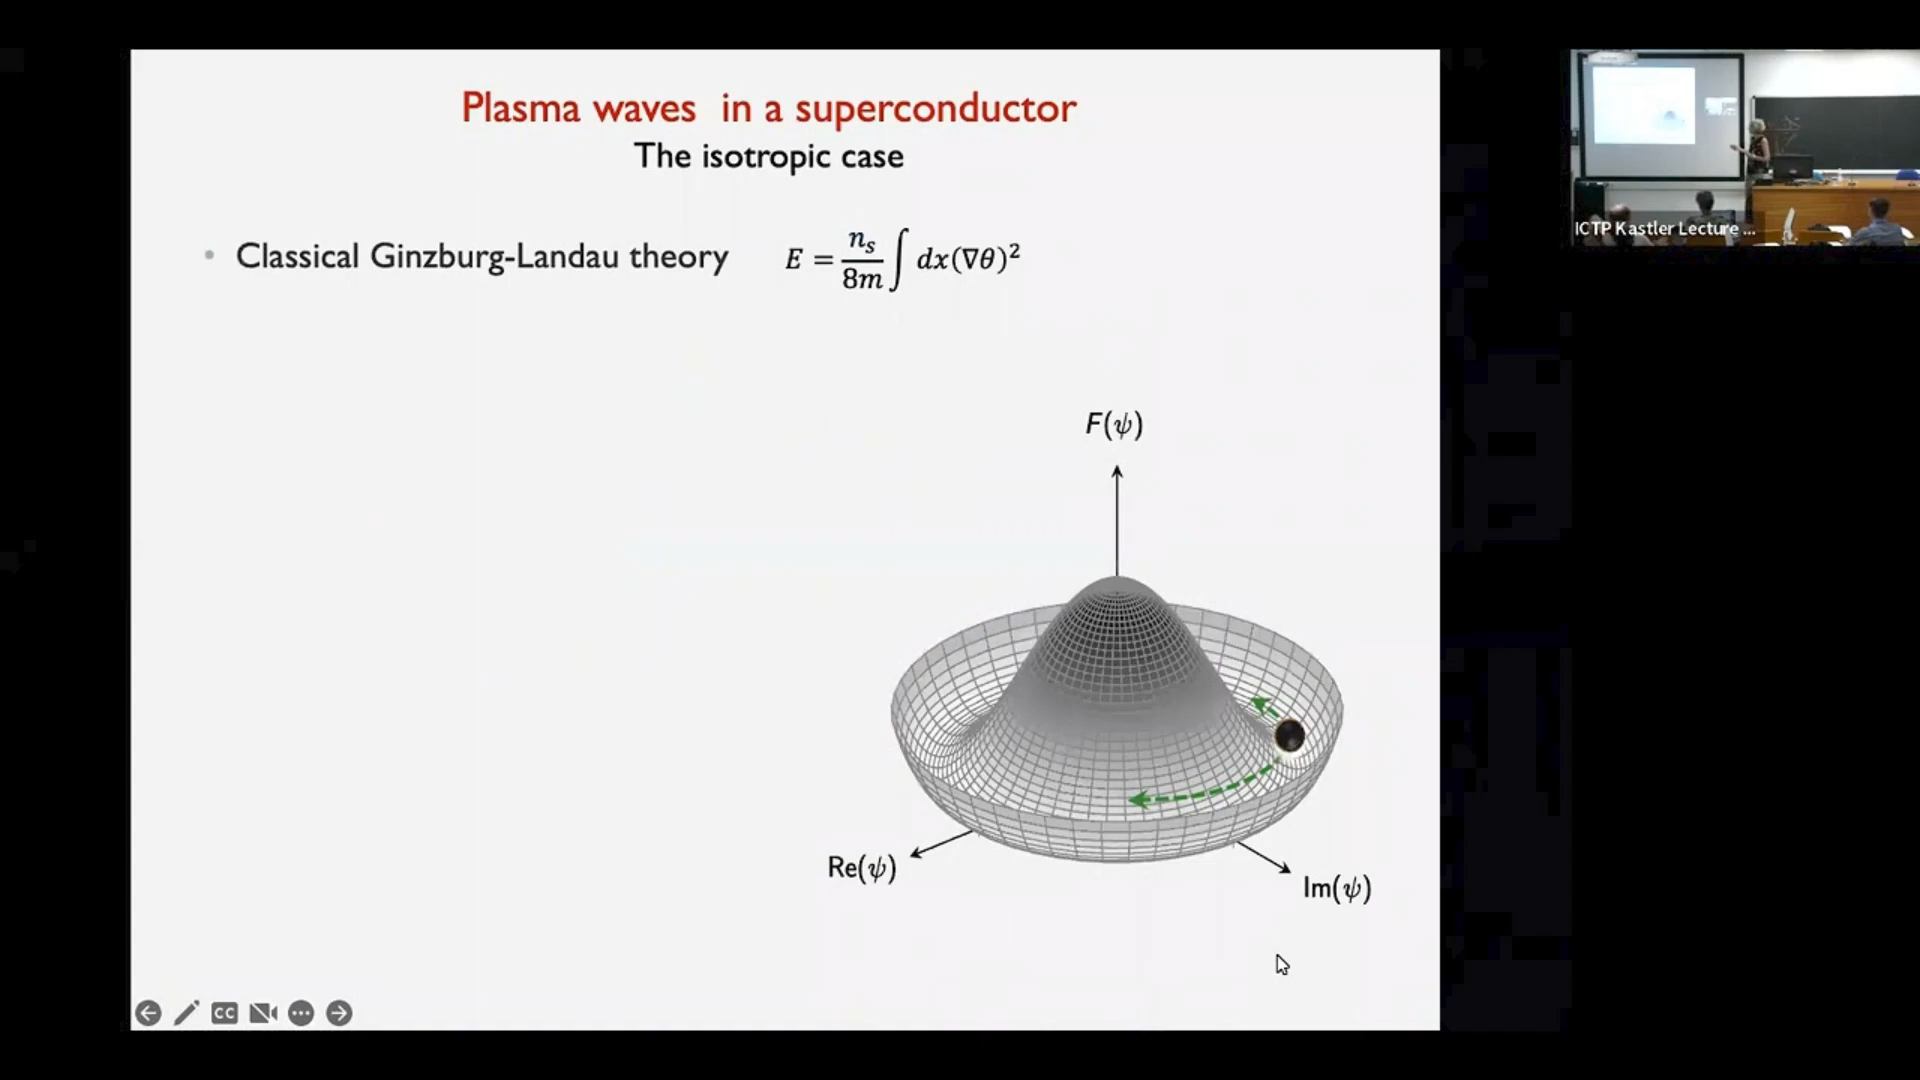 Plasma waves in a superconductor
The isotropic case
• Classical Ginzburg-Landau theory E = n_s/8m ∫ dx(∇θ)²
F(ψ)
Re(ψ)
Im(ψ)
CC
ICTP Kastler Lecture ...